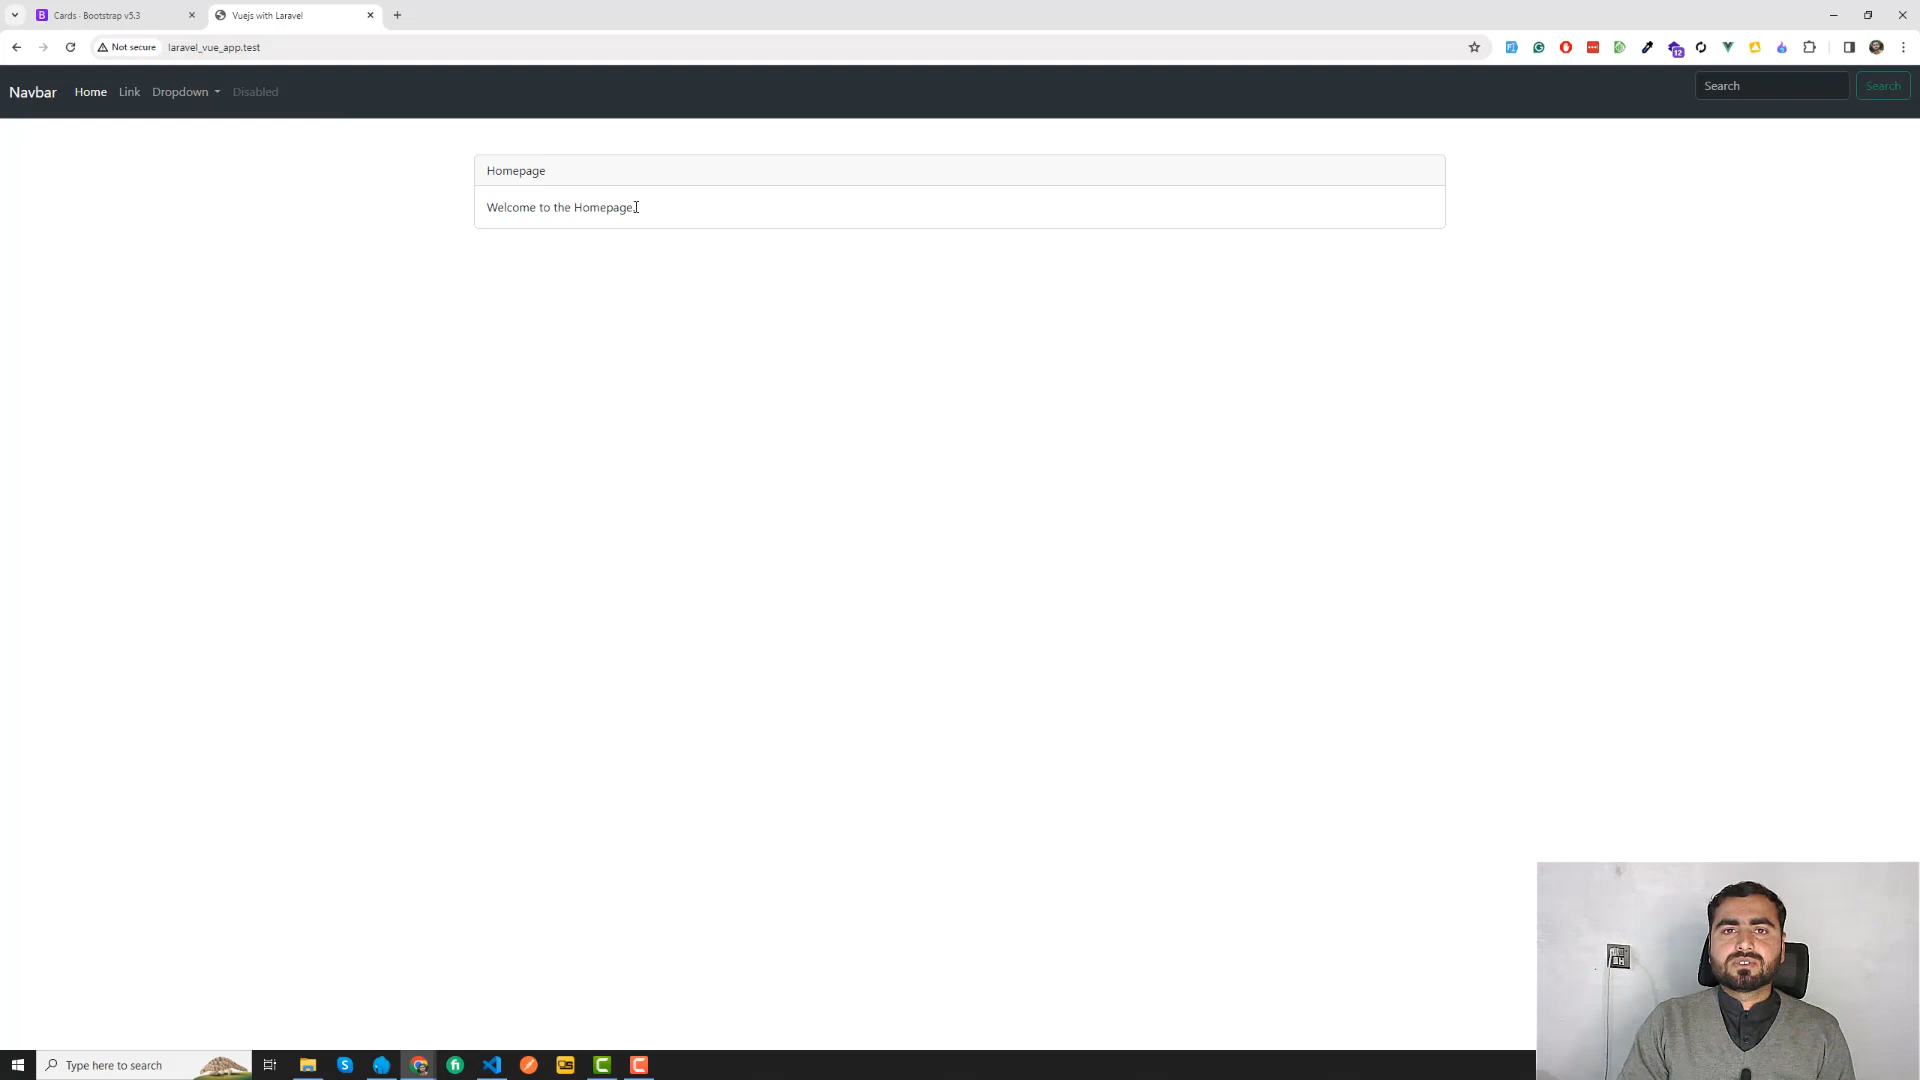 Cards · Bootstrap v5.3
Vuejs with Laravel
Not secure
laravel_vue_app.test
12
Navbar
Home
Link
Dropdown
Disabled
Search
Search
Homepage
Welcome to the Homepage.
Type here to search